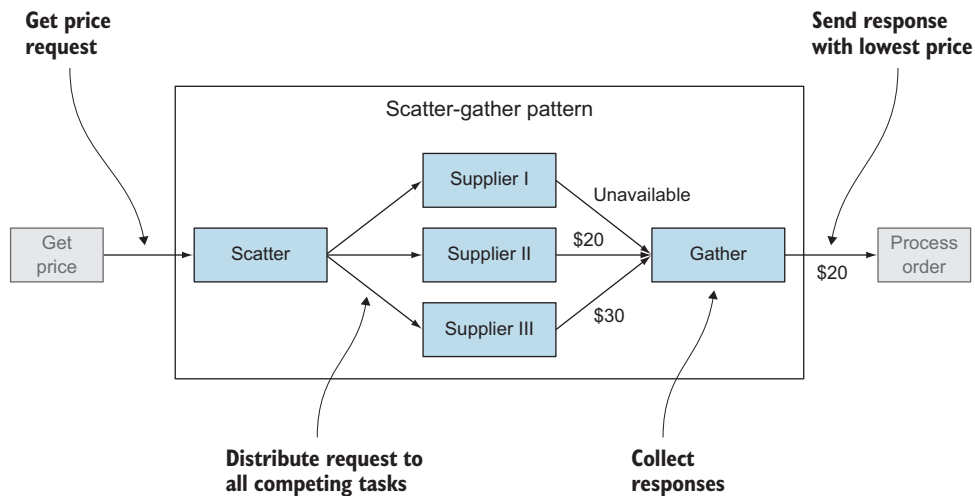 Get price
request
Send response
with lowest price
Scatter-gather pattern
Supplier I
Unavailable
Get
price
Scatter
Supplier II
$20
Gather
$20
Process
order
Supplier III
$30
Distribute request to
all competing tasks
Collect
responses